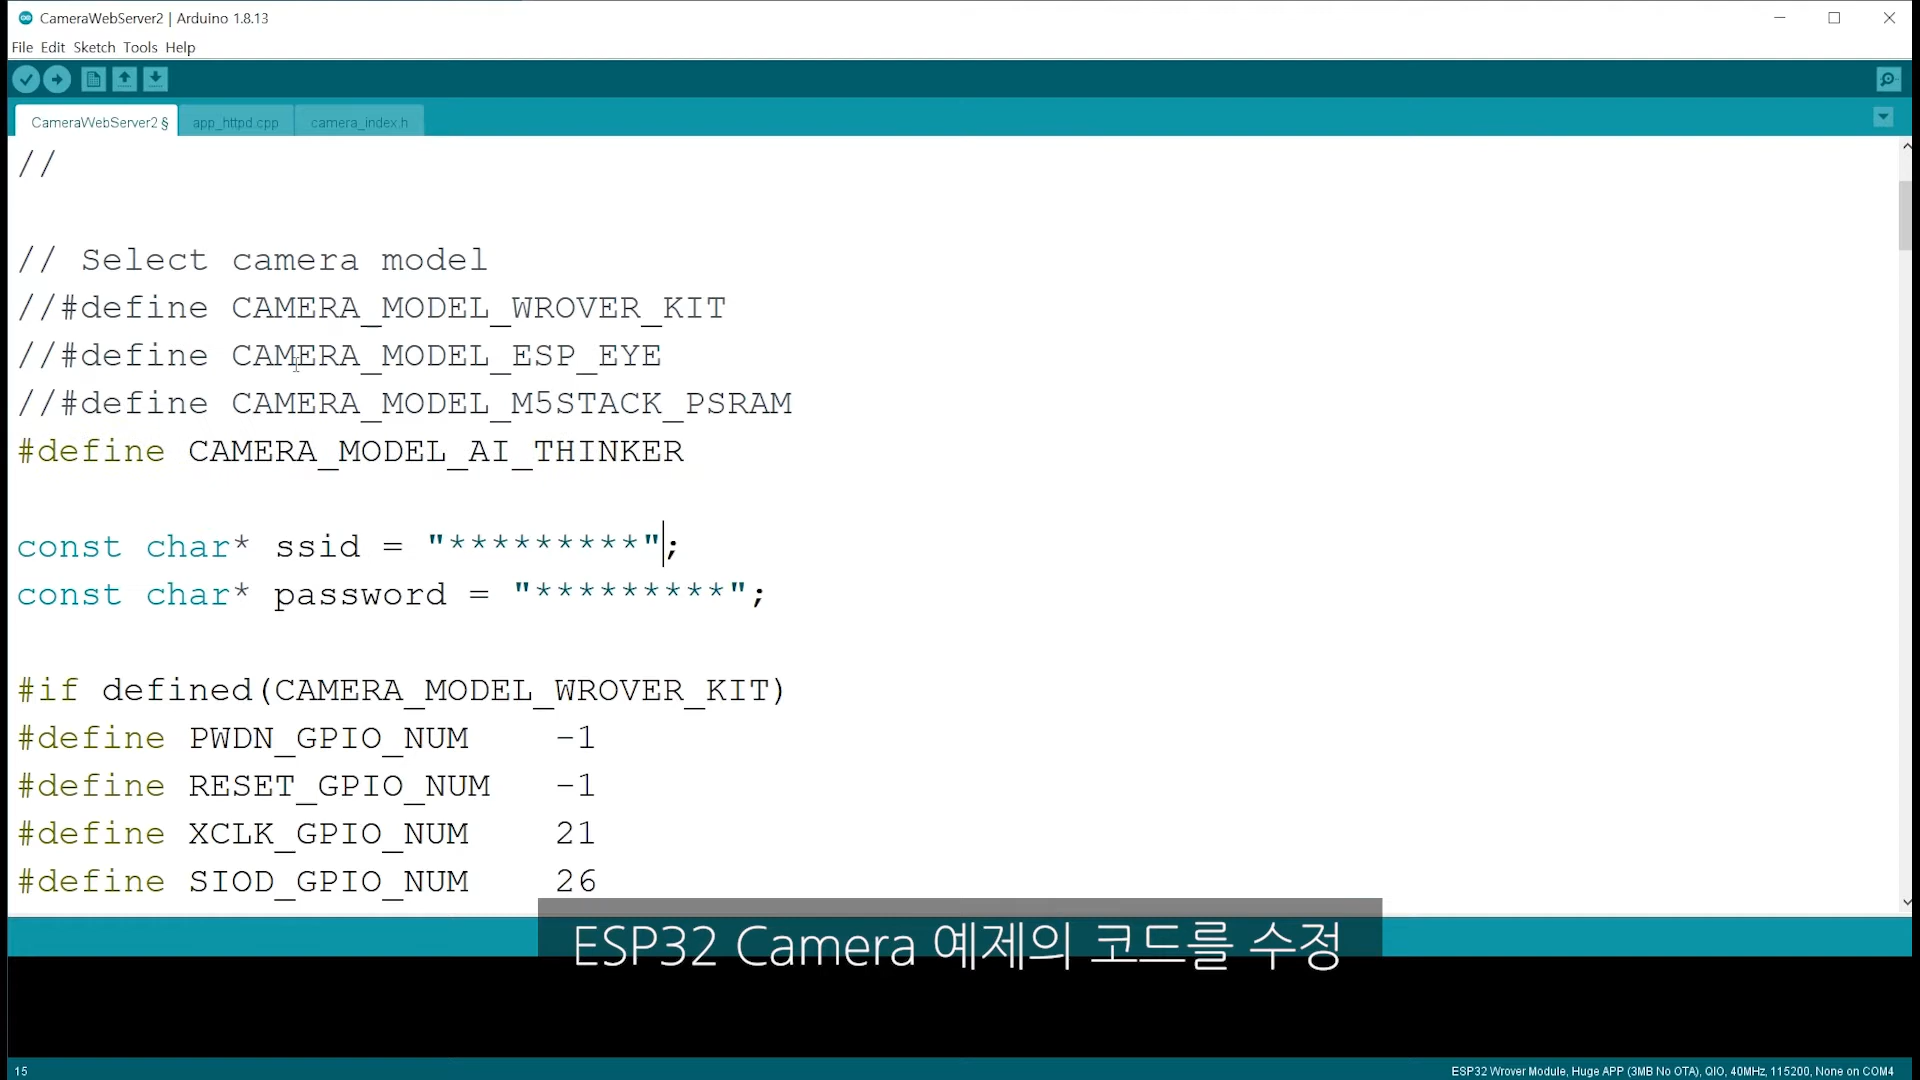 CameraWebServer2 | Arduino 1.8.13
File Edit Sketch Tools Help
CameraWebServer2 § app_httpd.cpp camera_index.h
//
// Select camera model
//#define CAMERA_MODEL_WROVER_KIT
//#define CAMERA_MODEL_ESP_EYE
//#define CAMERA_MODEL_M5STACK_PSRAM
#define CAMERA_MODEL_AI_THINKER
const char* ssid = "*********";
const char* password = "*********";
#if defined(CAMERA_MODEL_WROVER_KIT)
#define PWDN_GPIO_NUM -1
#define RESET_GPIO_NUM -1
#define XCLK_GPIO_NUM 21
#define SIOD_GPIO_NUM 26
ESP32 Camera 예제의 코드를 수정
15 ESP32 Wrover Module, Huge APP (3MB No OTA), QIO, 40MHz, 115200, None on COM4